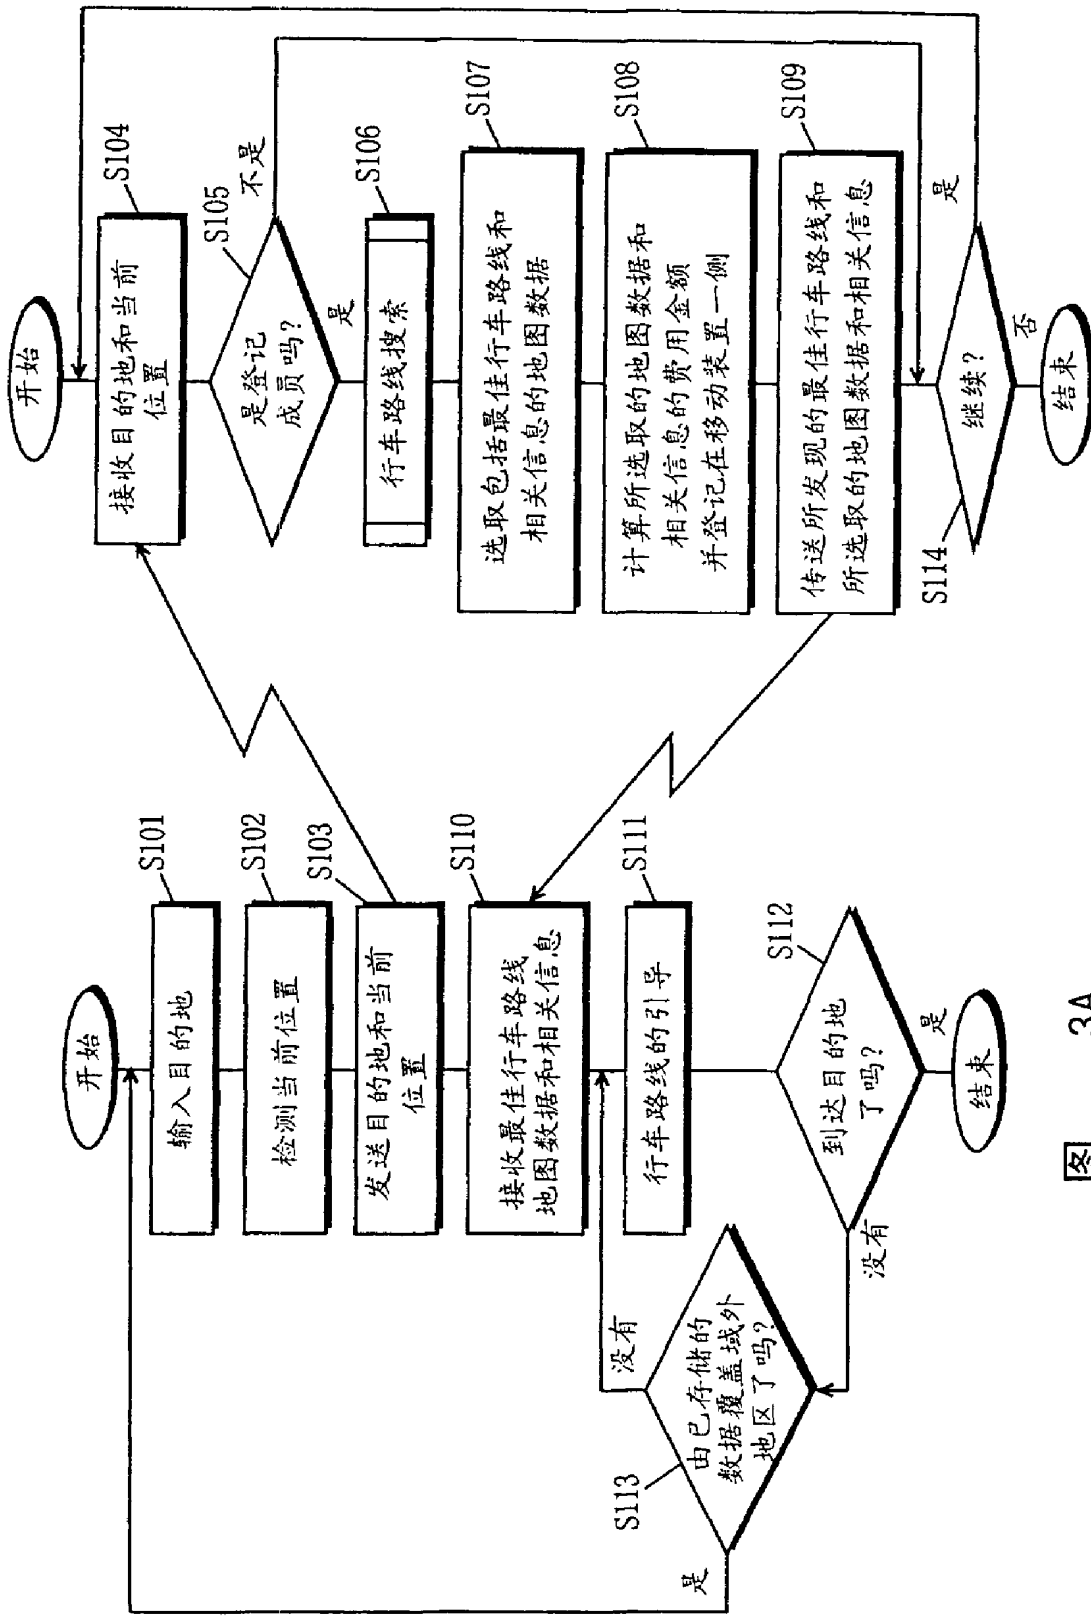 开始
输入目的地
S101
检测当前位置
S102
发送目的地和当前
位置
S103
接收最佳行车路线
地图数据和相关信息
S110
行车路线的引导
S111
到达目的地
了吗?
S112
没有
是
结束
由已存储的
数据覆盖域外
地区了吗?
S113
没有
是
开始
接收目的地和当前
位置
S104
是登记
成员吗?
S105
不是
是
行车路线搜索
S106
选取包括最佳行车路线和
相关信息的地图数据
S107
计算所选取的地图数据和
相关信息的费用金额
并登记在移动装置一侧
S108
传送所发现的最佳行车路线和
所选取的地图数据和相关信息
S109
继续?
S114
是
否
结束
图 3A